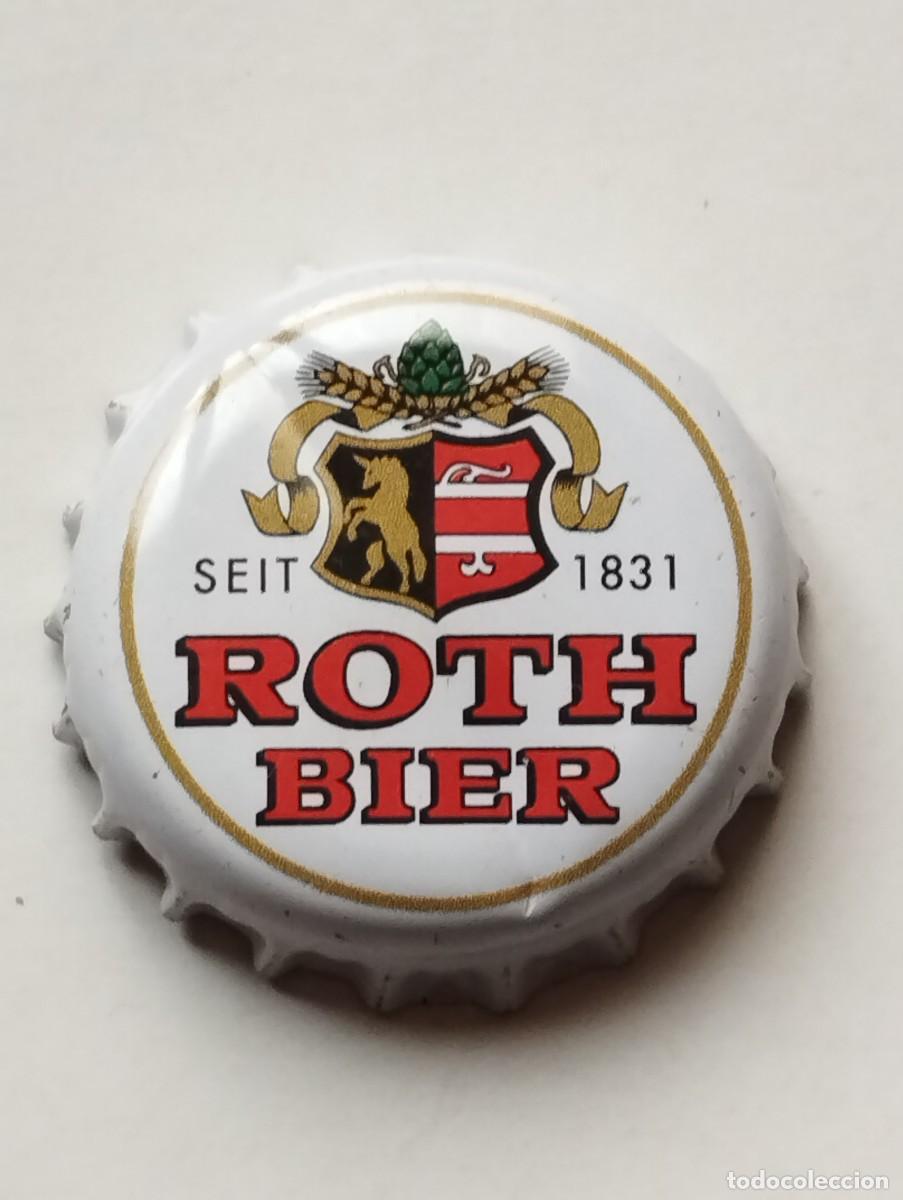 SEIT 1831
ROTH
BIER
todocoleccion